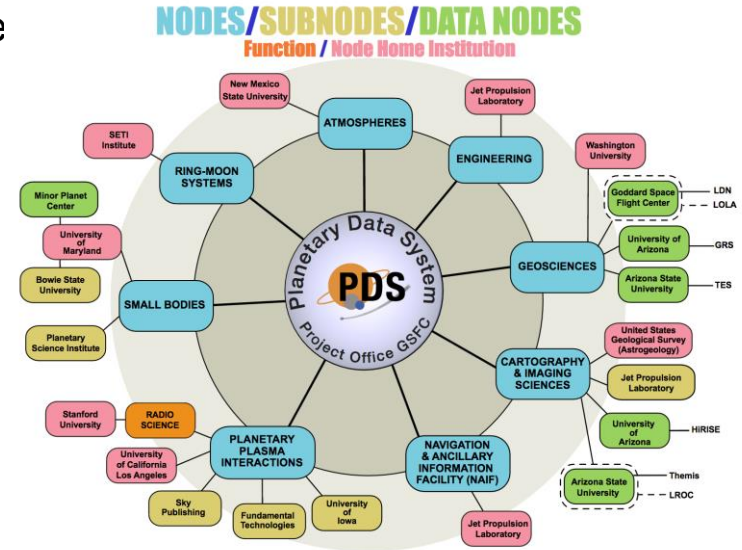 e
NODES/SUBNODES/DATA NODES
Function / Node Home Institution
New Mexico
State University
Jet Propulsion
Laboratory
ATMOSPHERES
SETI
Institute
ENGINEERING
Washington
University
RING-MOON
SYSTEMS
Minor Planet
Center
Goddard Space
Flight Center
LDN
LOLA
University
of
Maryland
University of
Arizona
GRS
Bowie State
University
GEOSCIENCES
Arizona State
University
TES
SMALL BODIES
Planetary Data System
PDS
Project Office GSFC
Planetary
Science Institute
United States
Geological Survey
(Astrogeology)
CARTOGRAPHY
& IMAGING
SCIENCES
Jet Propulsion
Laboratory
Stanford
University
RADIO
SCIENCE
University
of
Arizona
HiRISE
PLANETARY
PLASMA
INTERACTIONS
NAVIGATION
& ANCILLARY
INFORMATION
FACILITY (NAIF)
University
of California
Los Angeles
Arizona State
University
Themis
LROC
Sky
Publishing
Fundamental
Technologies
University
of
Iowa
Jet Propulsion
Laboratory